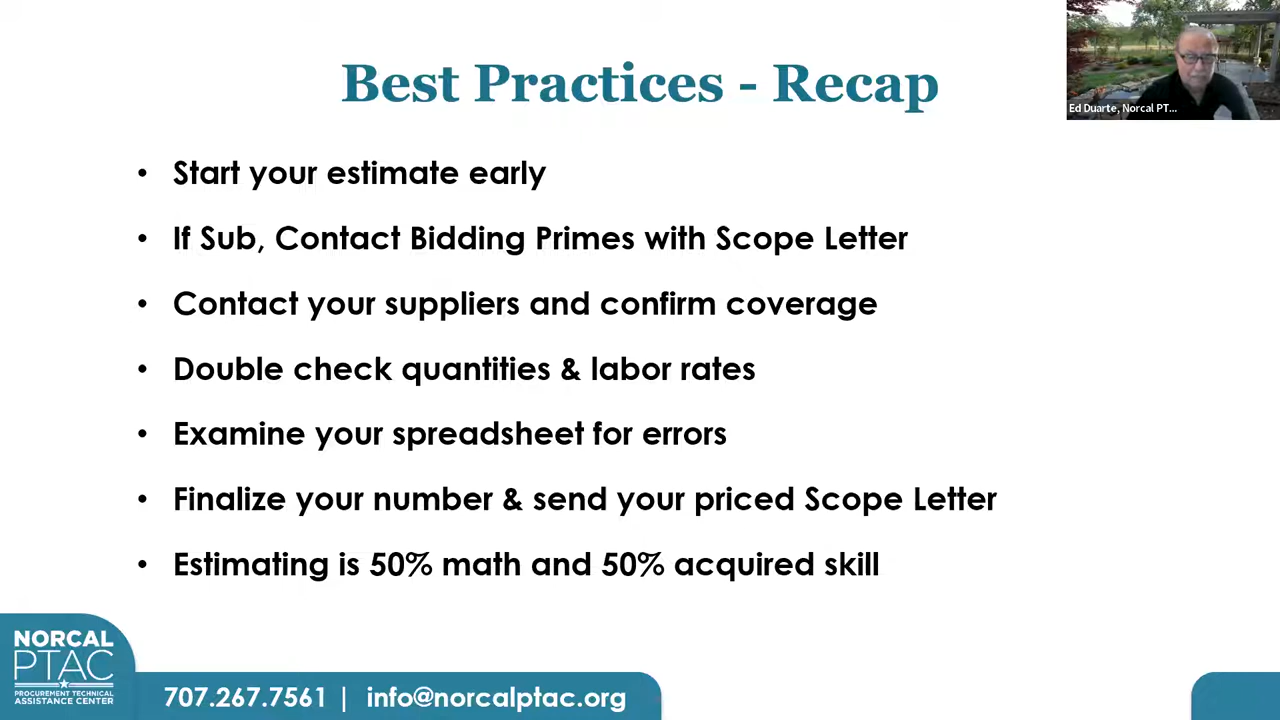 Best Practices - Recap
Ed Duarte, Norcal PT...
• Start your estimate early
• If Sub, Contact Bidding Primes with Scope Letter
• Contact your suppliers and confirm coverage
• Double check quantities & labor rates
• Examine your spreadsheet for errors
• Finalize your number & send your priced Scope Letter
• Estimating is 50% math and 50% acquired skill
NORCAL
PTAC
PROCUREMENT TECHNICAL
ASSISTANCE CENTER
707.267.7561 | info@norcalptac.org